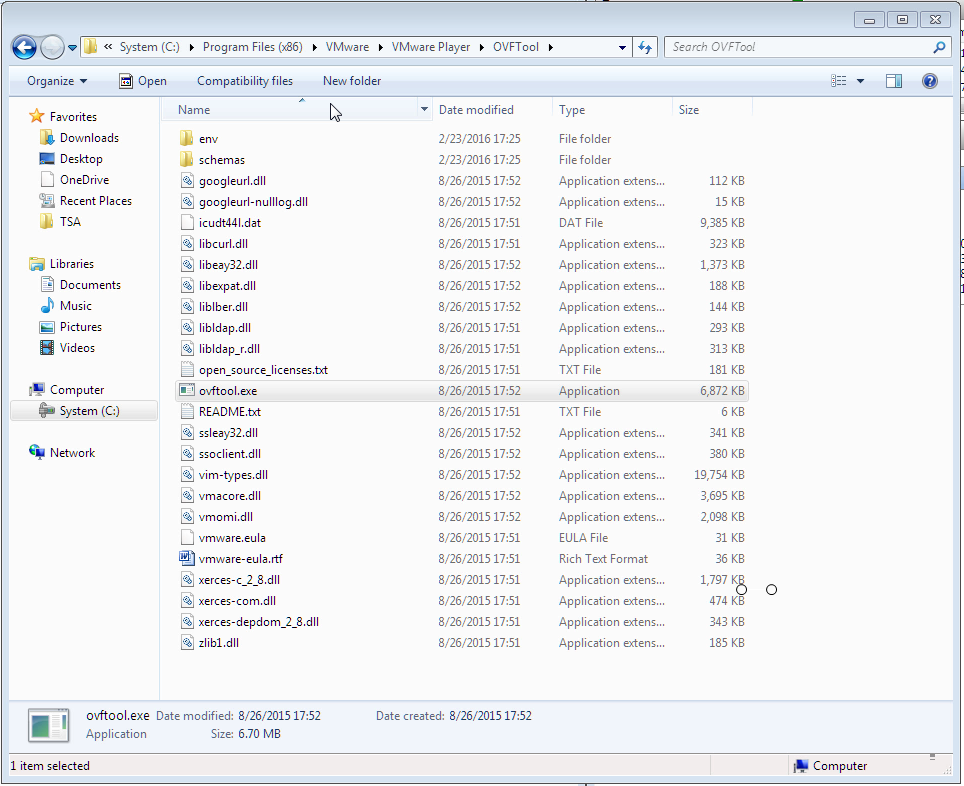 « System (C:) Program Files (x86) VMware VMware Player OVFTool Search OVFTool
Organize Open Compatibility files New folder
Name Date modified Type Size
Favorites
Downloads
Desktop
OneDrive
Recent Places
TSA
Libraries
Documents
Music
Pictures
Videos
Computer
System (C:)
Network
env 2/23/2016 17:25 File folder
schemas 2/23/2016 17:25 File folder
googleurl.dll 8/26/2015 17:52 Application extens... 112 KB
googleurl-nulllog.dll 8/26/2015 17:52 Application extens... 15 KB
icudt44l.dat 8/26/2015 17:51 DAT File 9,385 KB
libcurl.dll 8/26/2015 17:52 Application extens... 323 KB
libeay32.dll 8/26/2015 17:52 Application extens... 1,373 KB
libexpat.dll 8/26/2015 17:52 Application extens... 188 KB
liblber.dll 8/26/2015 17:52 Application extens... 144 KB
libldap.dll 8/26/2015 17:51 Application extens... 293 KB
libldap_r.dll 8/26/2015 17:51 Application extens... 313 KB
open_source_licenses.txt 8/26/2015 17:51 TXT File 181 KB
ovftool.exe 8/26/2015 17:52 Application 6,872 KB
README.txt 8/26/2015 17:51 TXT File 6 KB
ssleay32.dll 8/26/2015 17:52 Application extens... 341 KB
ssoclient.dll 8/26/2015 17:52 Application extens... 380 KB
vim-types.dll 8/26/2015 17:52 Application extens... 19,754 KB
vmacore.dll 8/26/2015 17:52 Application extens... 3,695 KB
vmomi.dll 8/26/2015 17:52 Application extens... 2,098 KB
vmware.eula 8/26/2015 17:51 EULA File 31 KB
vmware-eula.rtf 8/26/2015 17:51 Rich Text Format 36 KB
xerces-c_2_8.dll 8/26/2015 17:51 Application extens... 1,797 KB
xerces-com.dll 8/26/2015 17:51 Application extens... 474 KB
xerces-depdom_2_8.dll 8/26/2015 17:51 Application extens... 343 KB
zlib1.dll 8/26/2015 17:51 Application extens... 185 KB
ovftool.exe Date modified: 8/26/2015 17:52 Date created: 8/26/2015 17:52
Application Size: 6.70 MB
1 item selected Computer